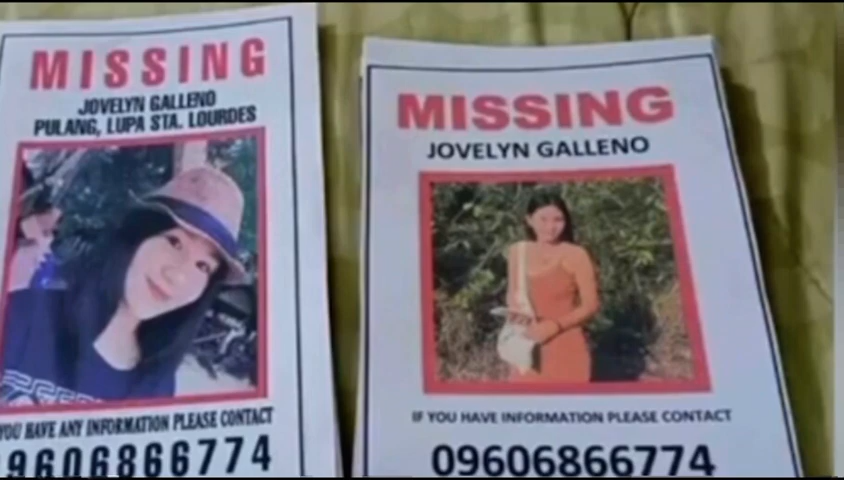 MISSING
JOVELYN GALLENO
PULANG, LUPA STA. LOURDES
YOU HAVE ANY INFORMATION PLEASE CONTACT
09606866774
MISSING
JOVELYN GALLENO
IF YOU HAVE INFORMATION PLEASE CONTACT
09606866774